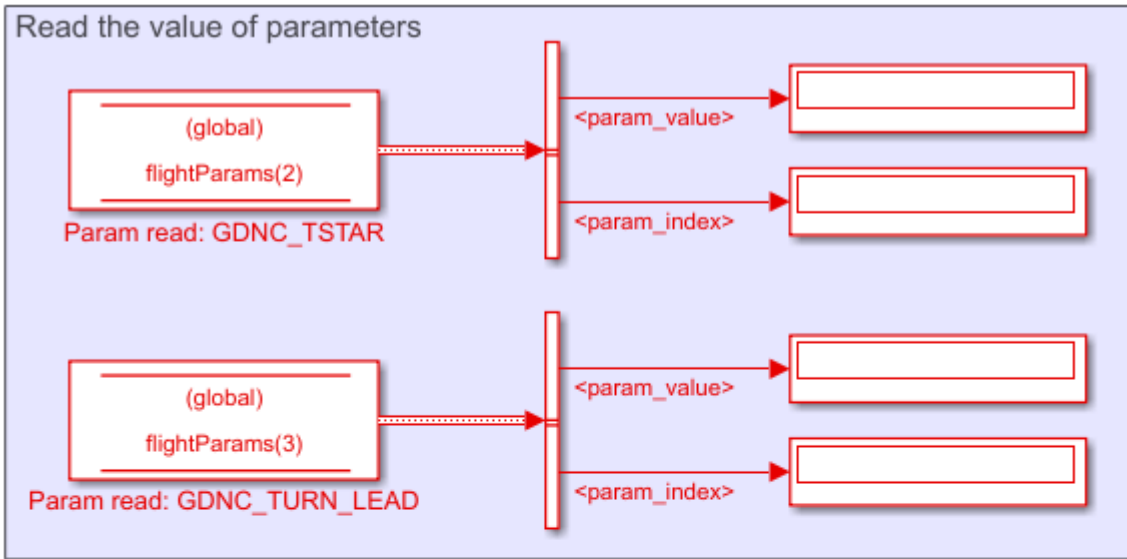 Read the value of parameters
(global)
flightParams(2)
Param read: GDNC_TSTAR
<param_value>
<param_index>
(global)
flightParams(3)
Param read: GDNC_TURN_LEAD
<param_value>
<param_index>